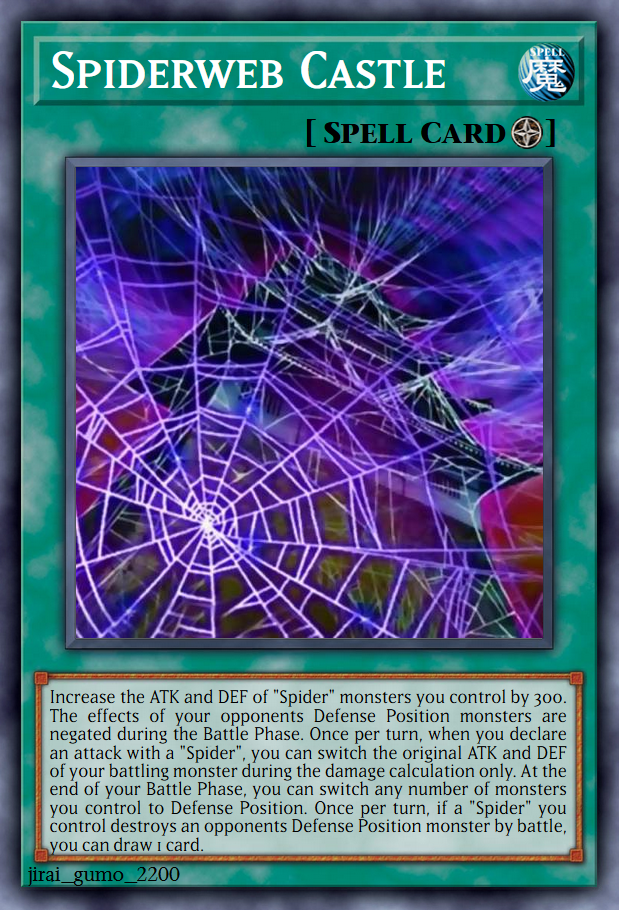 Spiderweb Castle
SPELL
魔
[ Spell Card ]
Increase the ATK and DEF of "Spider" monsters you control by 300.
The effects of your opponents Defense Position monsters are
negated during the Battle Phase. Once per turn, when you declare
an attack with a "Spider", you can switch the original ATK and DEF
of your battling monster during the damage calculation only. At the
end of your Battle Phase, you can switch any number of monsters
you control to Defense Position. Once per turn, if a "Spider" you
control destroys an opponents Defense Position monster by battle,
you can draw 1 card.
jirai_gumo_2200